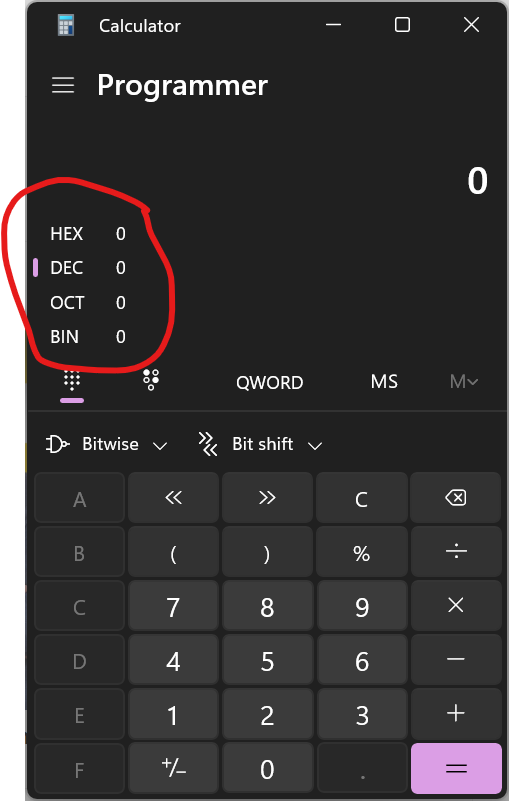 Calculator
Programmer
0
HEX 0
DEC 0
OCT 0
BIN 0
QWORD MS M
Bitwise Bit shift
A << >> C
B ( ) % ÷
C 7 8 9 ×
D 4 5 6 −
E 1 2 3 +
F +/− 0 . =